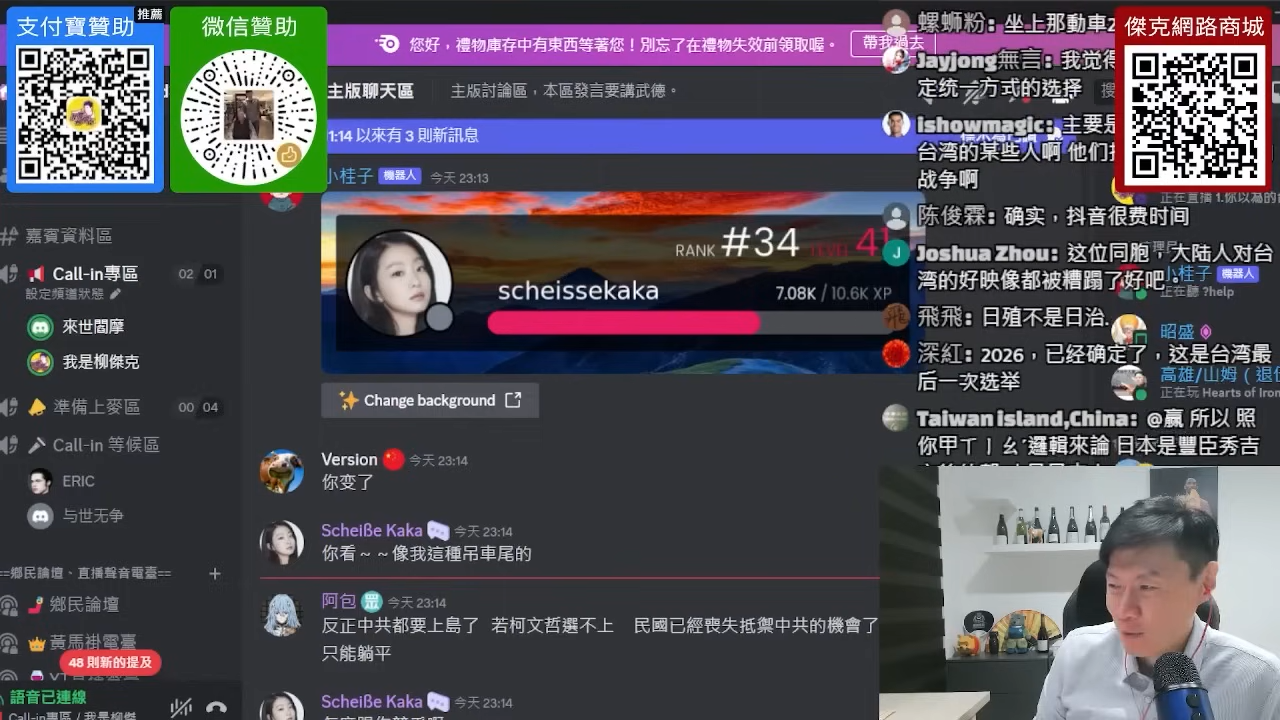 支付寶贊助
推薦
微信贊助
您好，禮物庫存中有東西等著您！別忘了在禮物失效前領取喔。
帶我過去
傑克網路商城
主版聊天區
主版討論區，本區發言要講武德。
以來有 3 則新訊息
小桂子 機器人 今天 23:13
RANK #34 LEVEL 41
scheissekaka
7.08K / 10.6K XP
Change background
Version 今天 23:14
你变了
Scheiße Kaka 今天 23:14
你看～～像我這種吊車尾的
阿包 眾 今天 23:14
反正中共都要上島了 若柯文哲選不上 民國已經喪失抵禦中共的機會了
只能躺平
Scheiße Kaka 今天 23:14
嘉賓資料區
Call-in專區 02 01
設定頻道狀態
來世閻摩
我是柳傑克
準備上麥區 00 04
Call-in 等候區
ERIC
与世无争
==鄉民論壇、直播聲音電臺==
鄉民論壇
黃馬褂電臺
48 則新的提及
語音已連線
Call-in專區 / 我是柳傑
螺螄粉: 坐上那動車
Jayjong無言: 我觉得
定统一方式的选择
ishowmagic: 主要是
台湾的某些人啊 他们
战争啊
陈俊霖: 确实，抖音很费时间
Joshua Zhou: 这位同胞，大陆人对台
湾的好映像都被糟蹋了好吧。
飛飛: 日殖不是日治.
深紅: 2026，已经确定了，这是台湾最
后一次选举
Taiwan island,China: @赢 所以 照
你甲丅丨ㄠˊ邏輯來論 日本是豐臣秀吉
小桂子 機器人
正在聽 ?help
昭盛
高雄/山姆（退伍
正在玩 Hearts of Iron